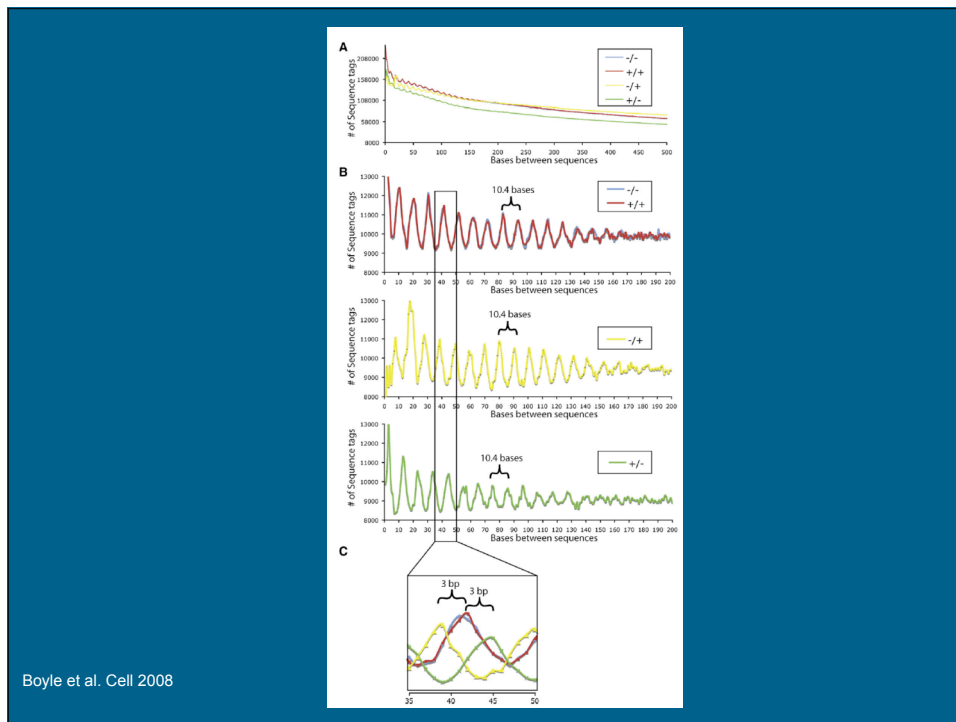 A
208000
158000
108000
58000
8000
# of Sequence tags
-/-
+/+
-/+
+/-
0 50 100 150 200 250 300 350 400 450 500
Bases between sequences
B
13000
12000
11000
10000
9000
8000
# of Sequence tags
10.4 bases
-/-
+/+
0 10 20 30 40 50 60 70 80 90 100 110 120 130 140 150 160 170 180 190 200
Bases between sequences
13000
12000
11000
10000
9000
8000
# of Sequence tags
10.4 bases
-/+
0 10 20 30 40 50 60 70 80 90 100 110 120 130 140 150 160 170 180 190 200
Bases between sequences
13000
12000
11000
10000
9000
8000
# of Sequence tags
10.4 bases
+/-
0 10 20 30 40 50 60 70 80 90 100 110 120 130 140 150 160 170 180 190 200
Bases between sequences
C
3 bp
3 bp
35 40 45 50
Boyle et al. Cell 2008